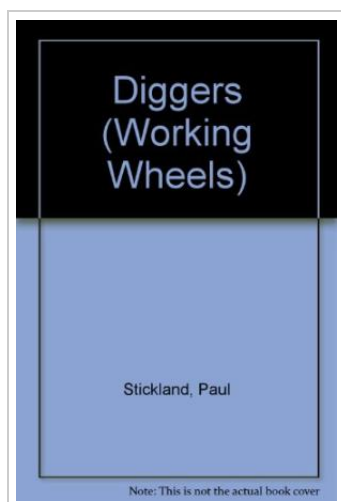 Diggers
(Working
Wheels)
Stickland, Paul
Note: This is not the actual book cover